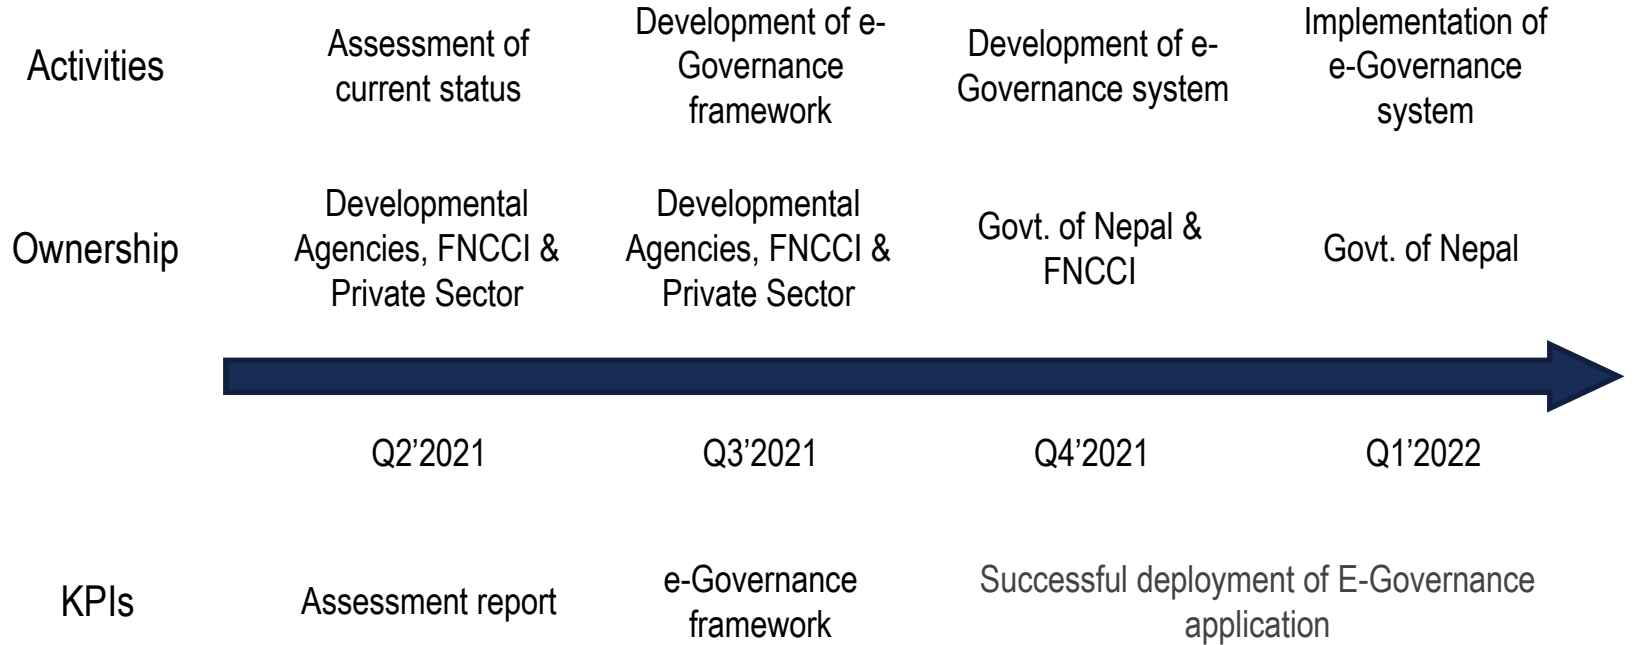 Activities
Assessment of
current status
Development of e-
Governance
framework
Development of e-
Governance system
Implementation of
e-Governance
system
Ownership
Developmental
Agencies, FNCCI &
Private Sector
Developmental
Agencies, FNCCI &
Private Sector
Govt. of Nepal &
FNCCI
Govt. of Nepal
Q2’2021
Q3’2021
Q4’2021
Q1’2022
KPIs
Assessment report
e-Governance
framework
Successful deployment of E-Governance
application